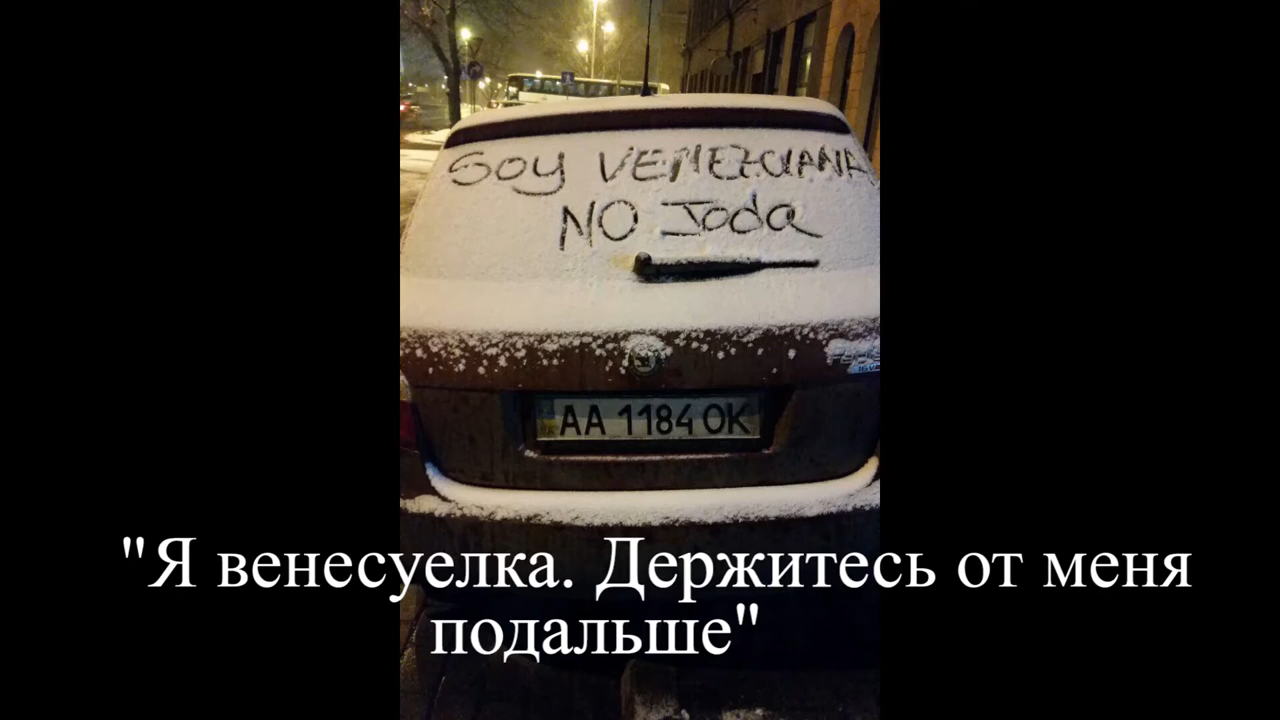 SOY VENEZUANA
NO Joda
AA 1184 OK
"Я венесуелка. Держитесь от меня
подальше"